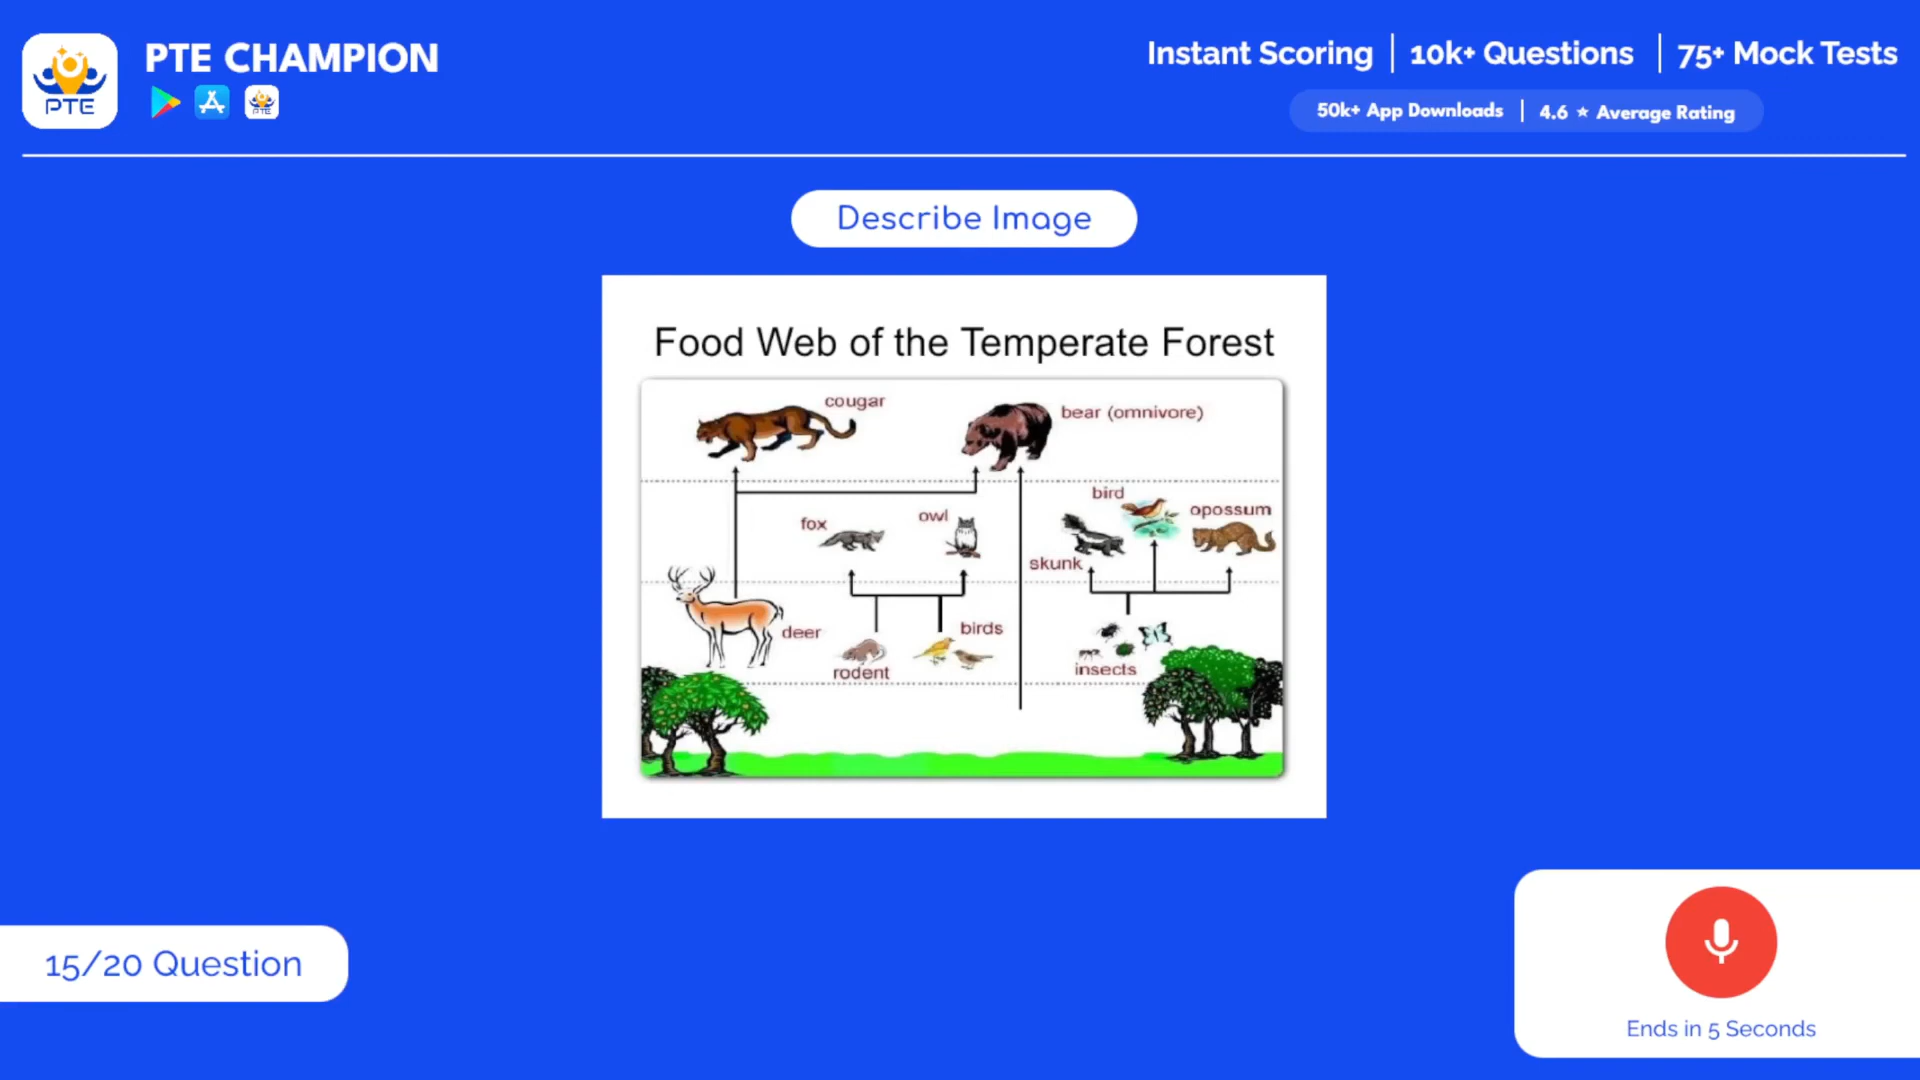 PTE CHAMPION
PTE
PTE
Instant Scoring | 10k+ Questions | 75+ Mock Tests
50k+ App Downloads | 4.6 ★ Average Rating
Describe Image
Food Web of the Temperate Forest
cougar
bear (omnivore)
bird
opossum
fox
owl
skunk
deer
birds
rodent
insects
15/20 Question
Ends in 5 Seconds